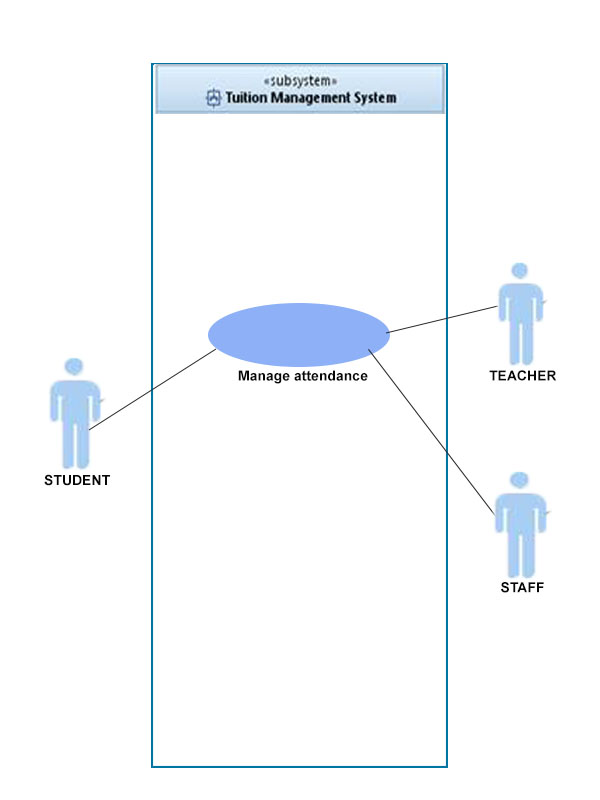 «subsystem»
Tuition Management System
Manage attendance
TEACHER
STUDENT
STAFF